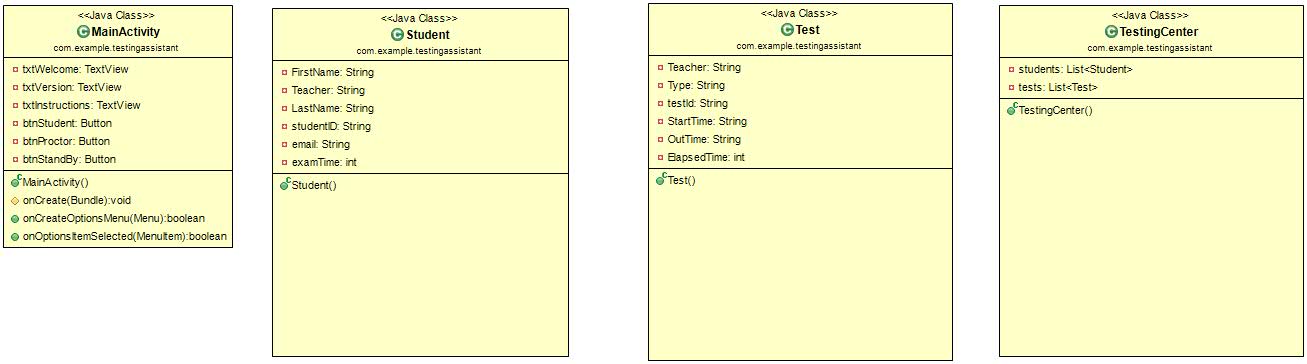 <<Java Class>>
MainActivity
com.example.testingassistant
txtWelcome: TextView
txtVersion: TextView
txtInstructions: TextView
btnStudent: Button
btnProctor: Button
btnStandBy: Button
MainActivity()
onCreate(Bundle):void
onCreateOptionsMenu(Menu):boolean
onOptionsItemSelected(MenuItem):boolean
<<Java Class>>
Student
com.example.testingassistant
FirstName: String
Teacher: String
LastName: String
studentID: String
email: String
examTime: int
Student()
<<Java Class>>
Test
com.example.testingassistant
Teacher: String
Type: String
testId: String
StartTime: String
OutTime: String
ElapsedTime: int
Test()
<<Java Class>>
TestingCenter
com.example.testingassistant
students: List<Student>
tests: List<Test>
TestingCenter()